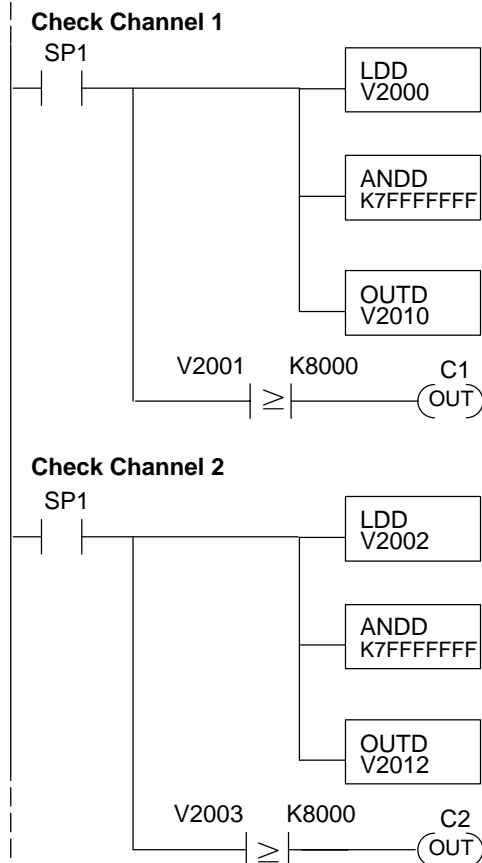 Check Channel 1
SP1
LDD
V2000
ANDD
K7FFFFFFF
OUTD
V2010
V2001 ≥ K8000 C1
OUT
Check Channel 2
SP1
LDD
V2002
ANDD
K7FFFFFFF
OUTD
V2012
V2003 ≥ K8000 C2
OUT